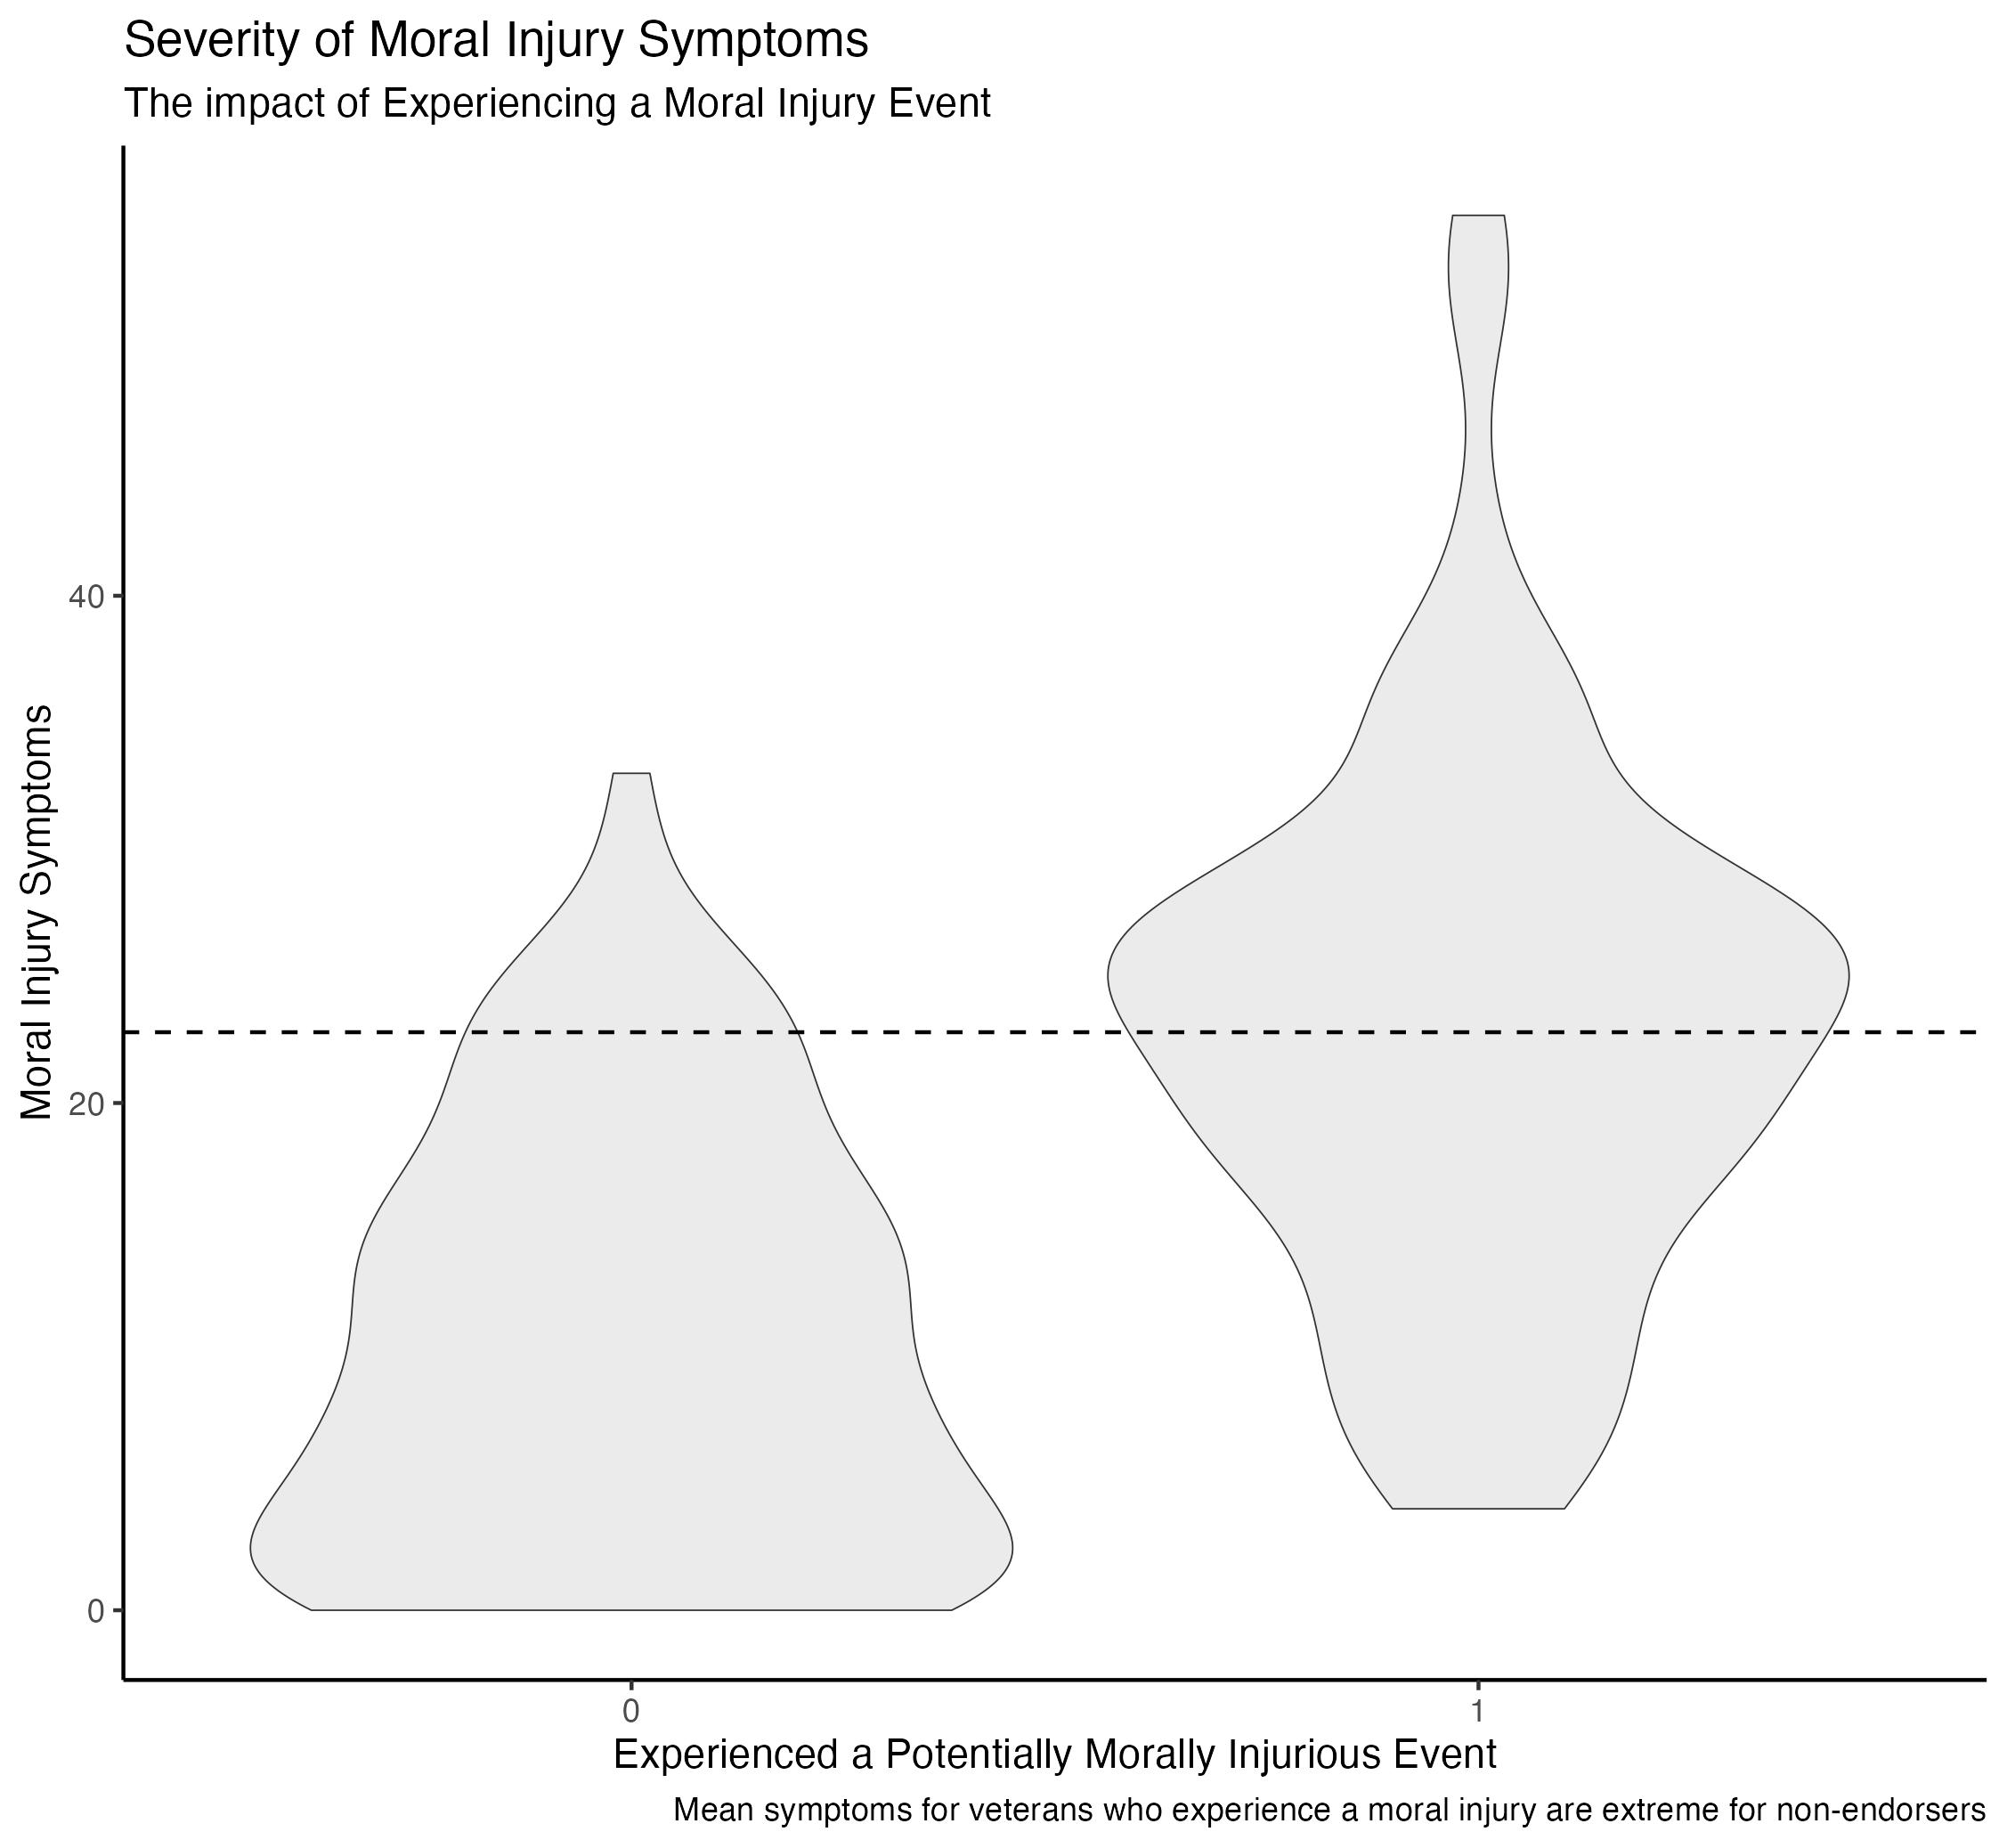 Severity of Moral Injury Symptoms
The impact of Experiencing a Moral Injury Event
Moral Injury Symptoms
40
20
0
0
1
Experienced a Potentially Morally Injurious Event
Mean symptoms for veterans who experience a moral injury are extreme for non-endorsers